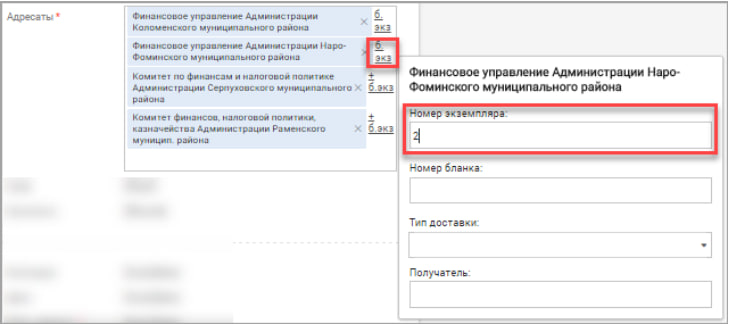 Адресаты *
Финансовое управление Администрации
Коломенского муниципального района
× б.
экз
Финансовое управление Администрации Наро-
Фоминского муниципального района
× б.
экз
Комитет по финансам и налоговой политике
Администрации Серпуховского муниципального
района
× +
б.экз
Комитет финансов, налоговой политики,
казначейства Администрации Раменского
муницип. района
× +
б.экз
Финансовое управление Администрации Наро-
Фоминского муниципального района
Номер экземпляра:
2
Номер бланка:
Тип доставки:
Получатель: